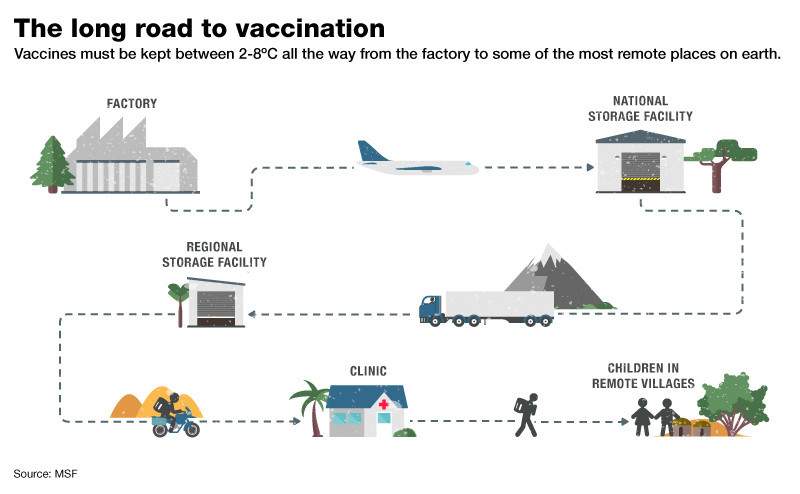 The long road to vaccination
Vaccines must be kept between 2-8ºC all the way from the factory to some of the most remote places on earth.
FACTORY
NATIONAL
STORAGE FACILITY
REGIONAL
STORAGE FACILITY
CLINIC
CHILDREN IN
REMOTE VILLAGES
Source: MSF